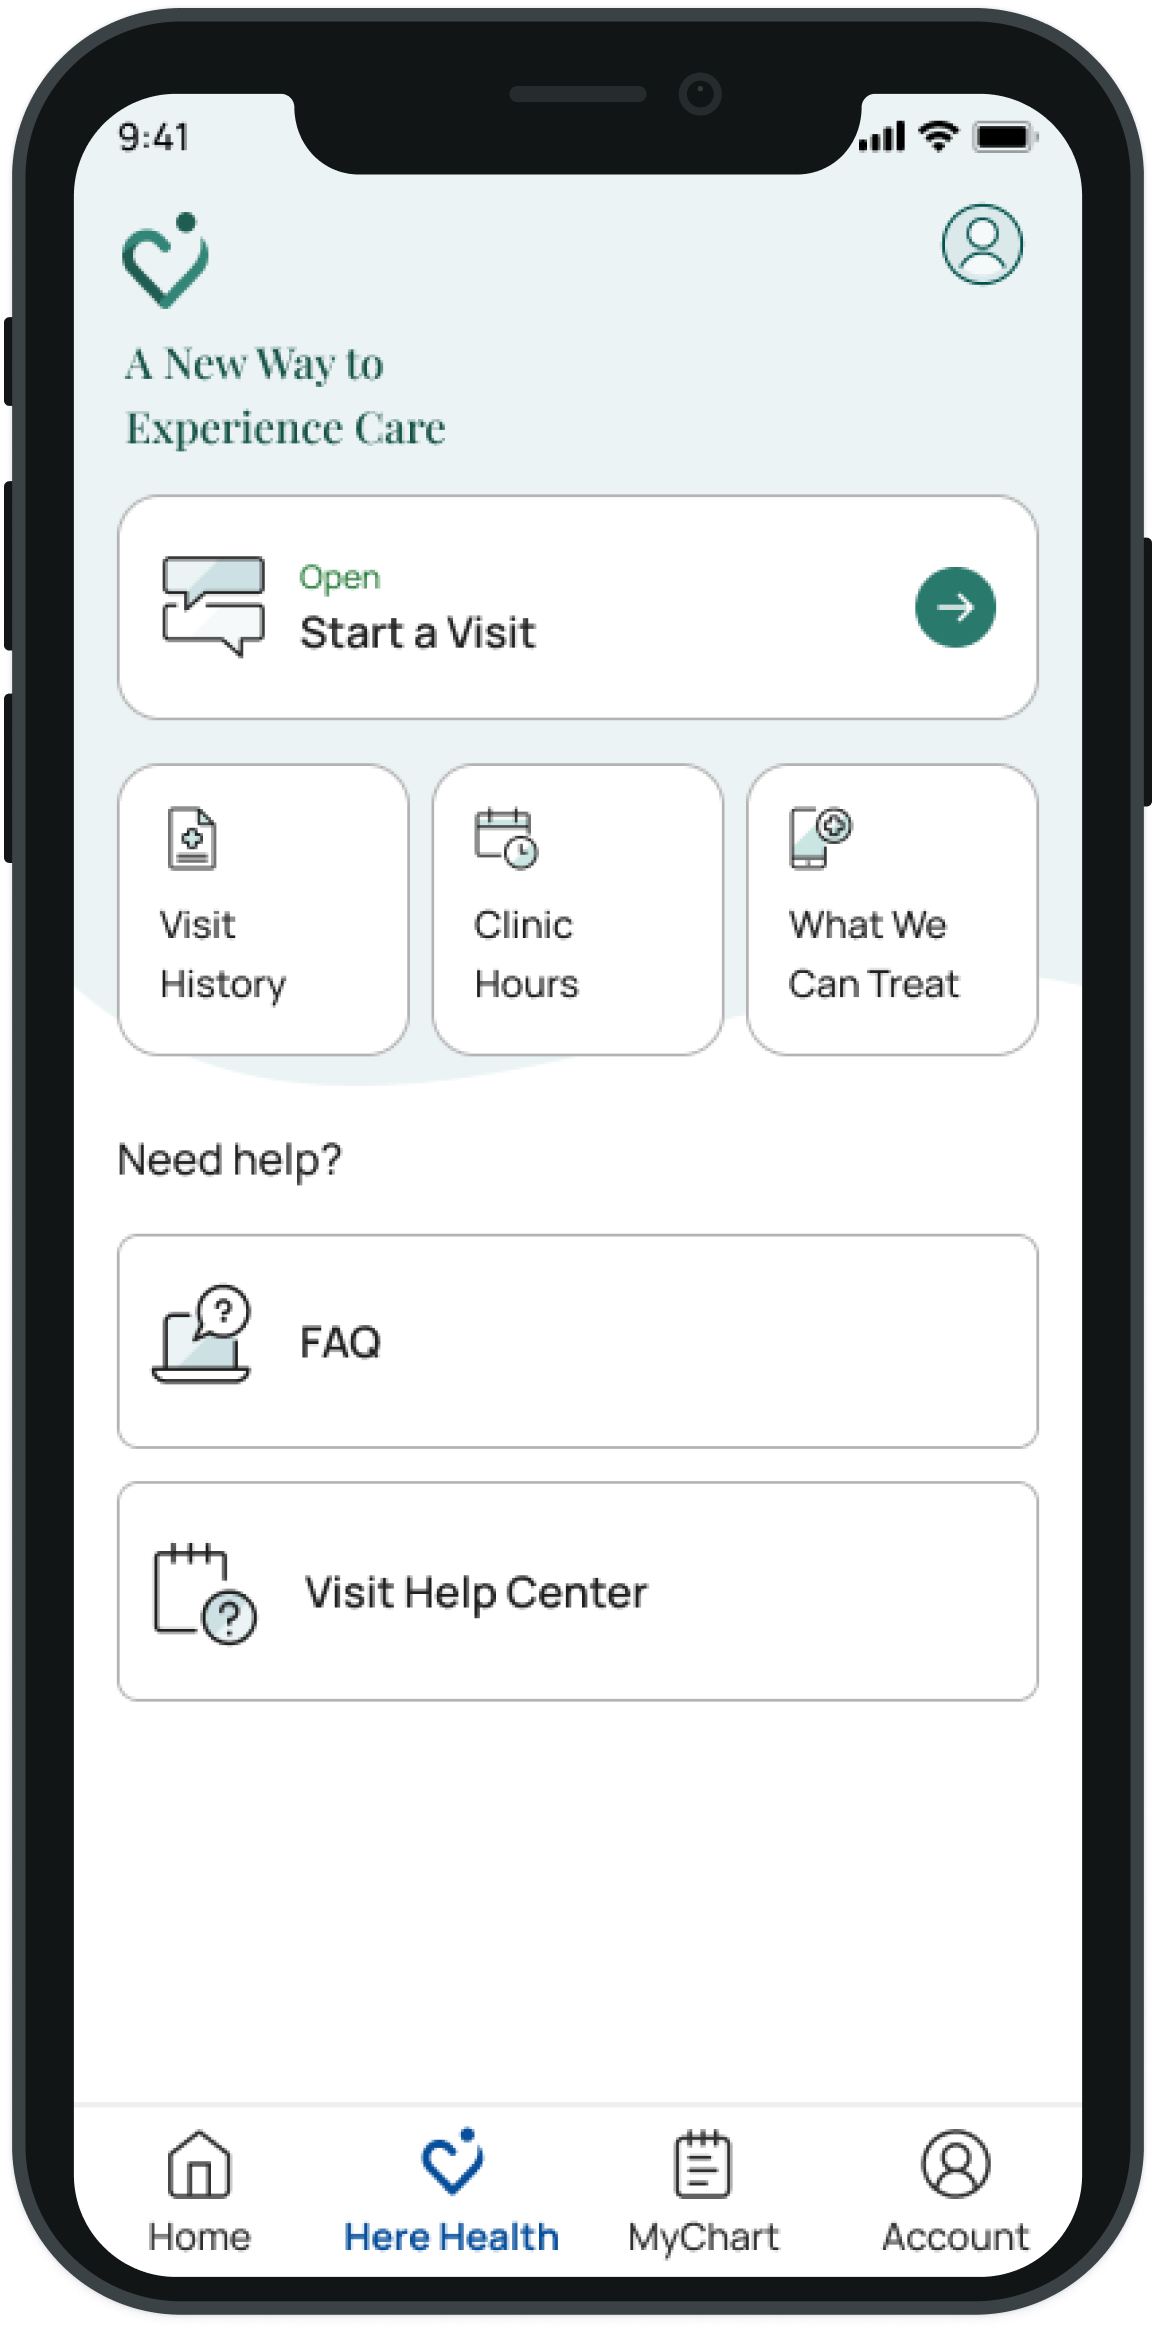 9:41
A New Way to
Experience Care
Open
Start a Visit
Visit
History
Clinic
Hours
What We
Can Treat
Need help?
?
FAQ
?
Visit Help Center
Home
Here Health
MyChart
Account